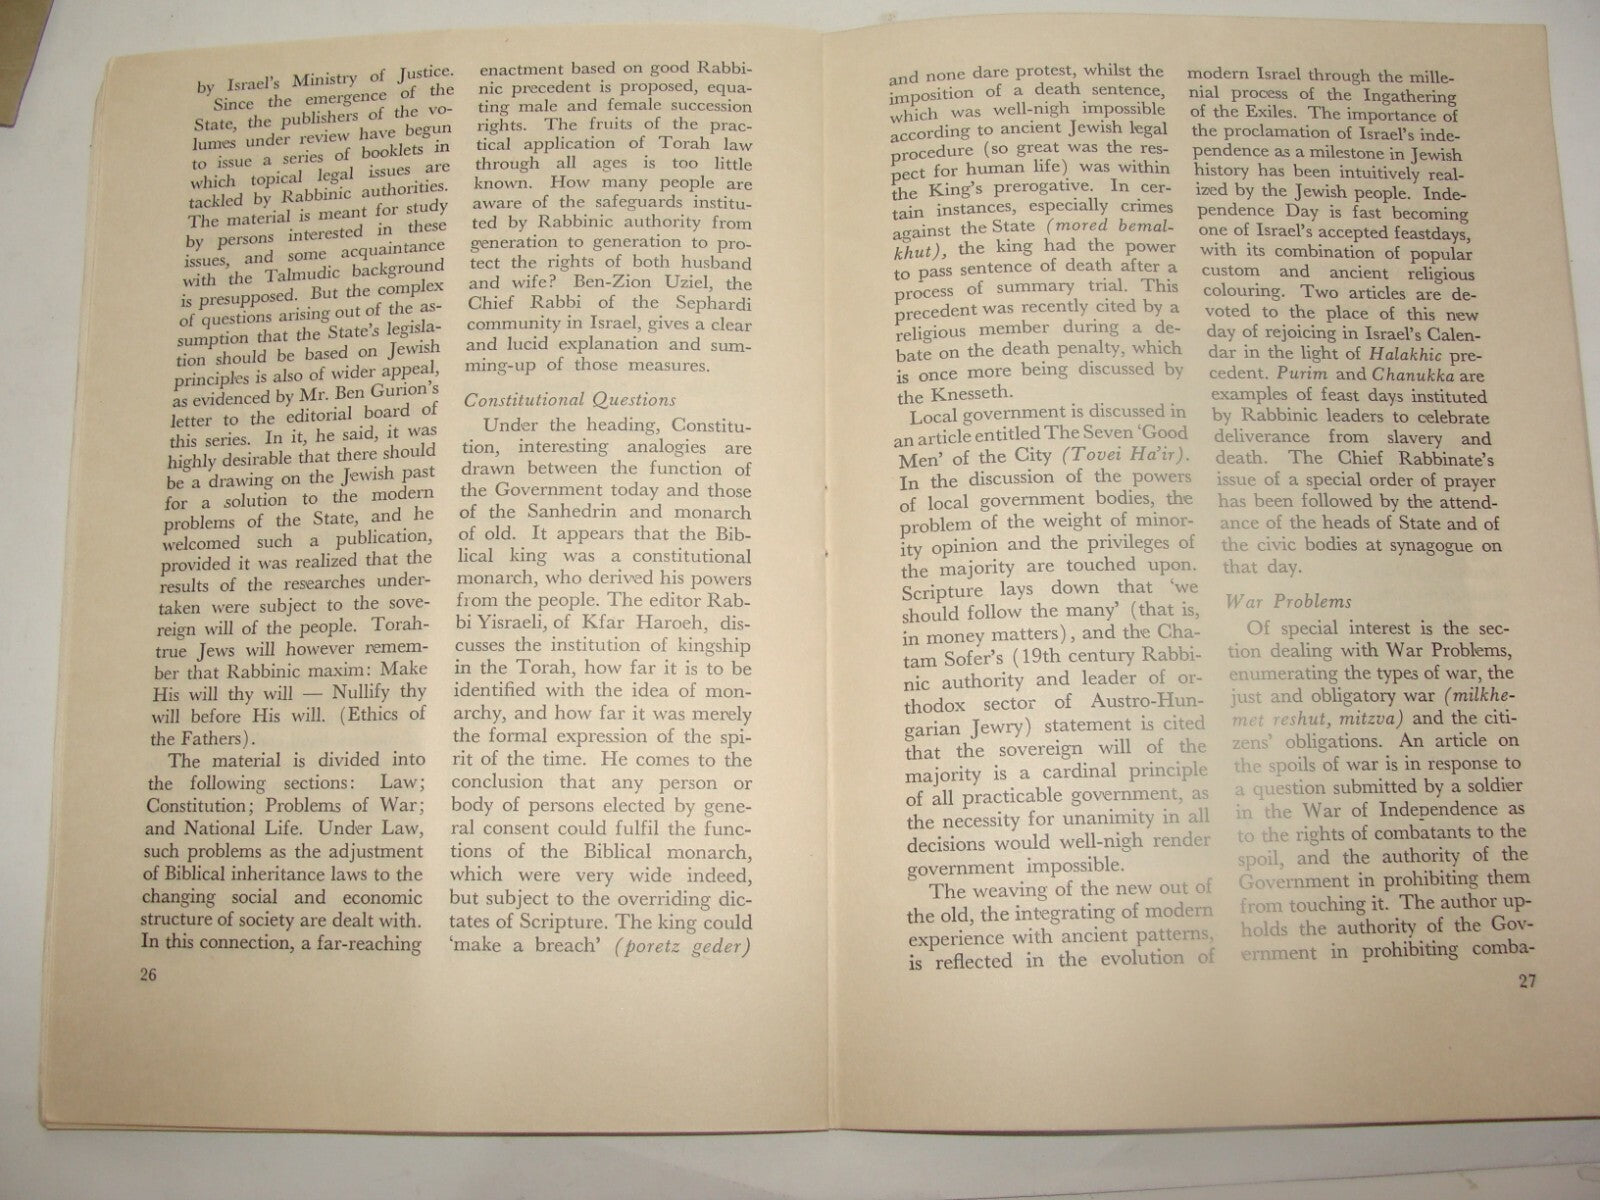 by Israel's Ministry of Justice.
Since the emergence of the
State, the publishers of the vo-
lumes under review have begun
to issue a series of booklets in
which topical legal issues are
tackled by Rabbinic authorities.
The material is meant for study
by persons interested in these
issues, and some acquaintance
with the Talmudic background
is presupposed. But the complex
of questions arising out of the as-
sumption that the State's legisla-
tion should be based on Jewish
principles is also of wider appeal,
as evidenced by Mr. Ben Gurion's
letter to the editorial board of
this series. In it, he said, it was
highly desirable that there should
be a drawing on the Jewish past
for a solution to the modern
problems of the State, and he
welcomed such a publication,
provided it was realized that the
results of the researches under-
taken were subject to the sove-
reign will of the people. Torah-
true Jews will however remem-
ber that Rabbinic maxim: Make
His will thy will — Nullify thy
will before His will. (Ethics of
the Fathers).
The material is divided into
the following sections: Law;
Constitution; Problems of War;
and National Life. Under Law,
such problems as the adjustment
of Biblical inheritance laws to the
changing social and economic
structure of society are dealt with.
In this connection, a far-reaching
26
enactment based on good Rabbi-
nic precedent is proposed, equa-
ting male and female succession
rights. The fruits of the prac-
tical application of Torah law
through all ages is too little
known. How many people are
aware of the safeguards institu-
ted by Rabbinic authority from
generation to generation to pro-
tect the rights of both husband
and wife? Ben-Zion Uziel, the
Chief Rabbi of the Sephardi
community in Israel, gives a clear
and lucid explanation and sum-
ming-up of those measures.
Constitutional Questions
Under the heading, Constitu-
tion, interesting analogies are
drawn between the function of
the Government today and those
of the Sanhedrin and monarch
of old. It appears that the Bib-
lical king was a constitutional
monarch, who derived his powers
from the people. The editor Rab-
bi Yisraeli, of Kfar Haroeh, dis-
cusses the institution of kingship
in the Torah, how far it is to be
identified with the idea of mon-
archy, and how far it was merely
the formal expression of the spi-
rit of the time. He comes to the
conclusion that any person or
body of persons elected by gene-
ral consent could fulfil the func-
tions of the Biblical monarch,
which were very wide indeed,
but subject to the overriding dic-
tates of Scripture. The king could
'make a breach' (poretz geder)
and none dare protest, whilst the
imposition of a death sentence,
which was well-nigh impossible
according to ancient Jewish legal
procedure (so great was the res-
pect for human life) was within
the King's prerogative. In cer-
tain instances, especially crimes
against the State (mored bemal-
khut), the king had the power
to pass sentence of death after a
process of summary trial. This
precedent was recently cited by a
religious member during a de-
bate on the death penalty, which
is once more being discussed by
the Knesseth.
Local government is discussed in
an article entitled The Seven 'Good
Men' of the City (Tovei Ha'ir).
In the discussion of the powers
of local government bodies, the
problem of the weight of minor-
ity opinion and the privileges of
the majority are touched upon.
Scripture lays down that 'we
should follow the many' (that is,
in money matters), and the Cha-
tam Sofer's (19th century Rabbi-
nic authority and leader of or-
thodox sector of Austro-Hun-
garian Jewry) statement is cited
that the sovereign will of the
majority is a cardinal principle
of all practicable government, as
the necessity for unanimity in all
decisions would well-nigh render
government impossible.
The weaving of the new out of
the old, the integrating of modern
experience with ancient patterns,
is reflected in the evolution of
modern Israel through the mille-
nial process of the Ingathering
of the Exiles. The importance of
the proclamation of Israel's inde-
pendence as a milestone in Jewish
history has been intuitively real-
ized by the Jewish people. Inde-
pendence Day is fast becoming
one of Israel's accepted feastdays,
with its combination of popular
custom and ancient religious
colouring. Two articles are de-
voted to the place of this new
day of rejoicing in Israel's Calen-
dar in the light of Halakhic pre-
cedent. Purim and Chanukka are
examples of feast days instituted
by Rabbinic leaders to celebrate
deliverance from slavery and
death. The Chief Rabbinate's
issue of a special order of prayer
has been followed by the attend-
ance of the heads of State and of
the civic bodies at synagogue on
that day.
War Problems
Of special interest is the sec-
tion dealing with War Problems,
enumerating the types of war, the
just and obligatory war (milkhe-
met reshut, mitzva) and the citi-
zens' obligations. An article on
the spoils of war is in response to
a question submitted by a soldier
in the War of Independence as
to the rights of combatants to the
spoil, and the authority of the
Government in prohibiting them
from touching it. The author up-
holds the authority of the Gov-
ernment in prohibiting comba-
27